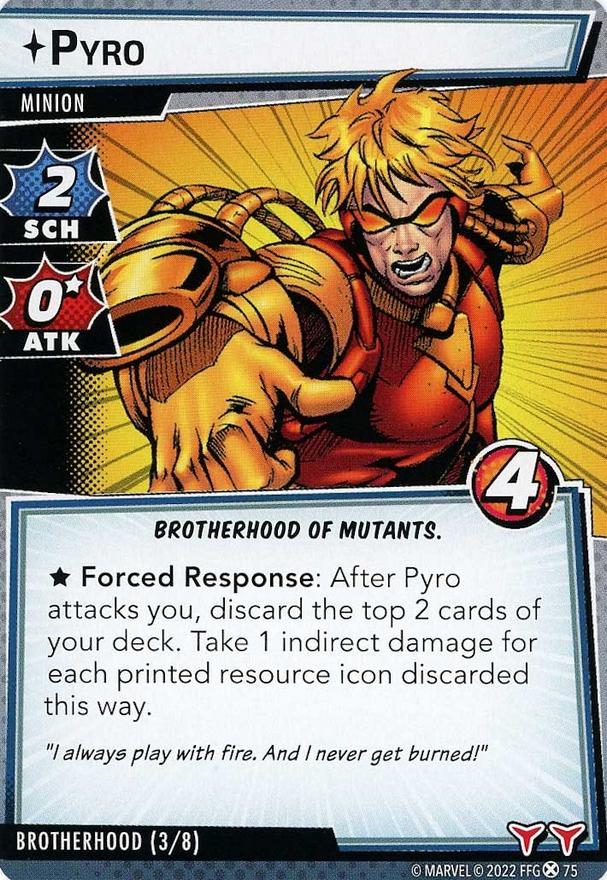 PYRO
MINION
2
SCH
0
ATK
4
BROTHERHOOD OF MUTANTS.
★ Forced Response: After Pyro
attacks you, discard the top 2 cards of
your deck. Take 1 indirect damage for
each printed resource icon discarded
this way.
"I always play with fire. And I never get burned!"
BROTHERHOOD (3/8)
© MARVEL © 2022 FFG 75